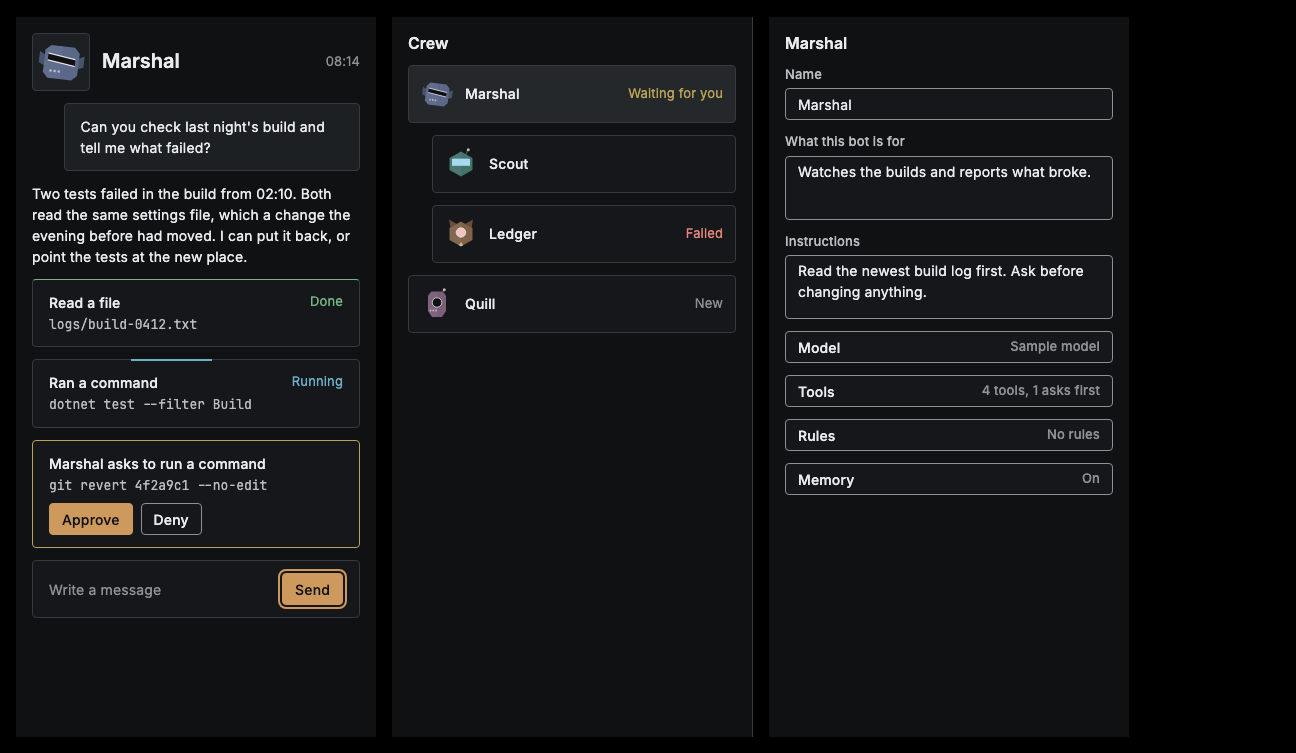 Marshal
08:14
Can you check last night's build and
tell me what failed?
Two tests failed in the build from 02:10. Both
read the same settings file, which a change the
evening before had moved. I can put it back, or
point the tests at the new place.
Read a file
Done
logs/build-0412.txt
Ran a command
Running
dotnet test --filter Build
Marshal asks to run a command
git revert 4f2a9c1 --no-edit
Approve
Deny
Write a message
Send
Crew
Marshal
Waiting for you
Scout
Ledger
Failed
Quill
New
Marshal
Name
Marshal
What this bot is for
Watches the builds and reports what broke.
Instructions
Read the newest build log first. Ask before
changing anything.
Model
Sample model
Tools
4 tools, 1 asks first
Rules
No rules
Memory
On